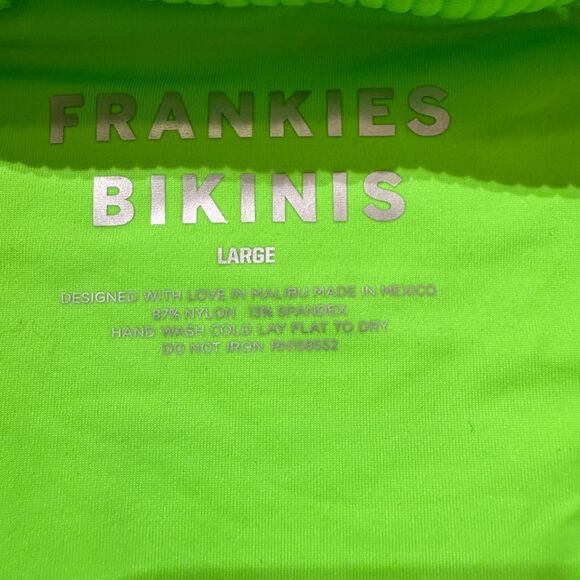 FRANKIES
BIKINIS
LARGE
DESIGNED WITH LOVE IN MALIBU MADE IN MEXICO
87% NYLON 13% SPANDEX
HAND WASH COLD LAY FLAT TO DRY
DO NOT IRON